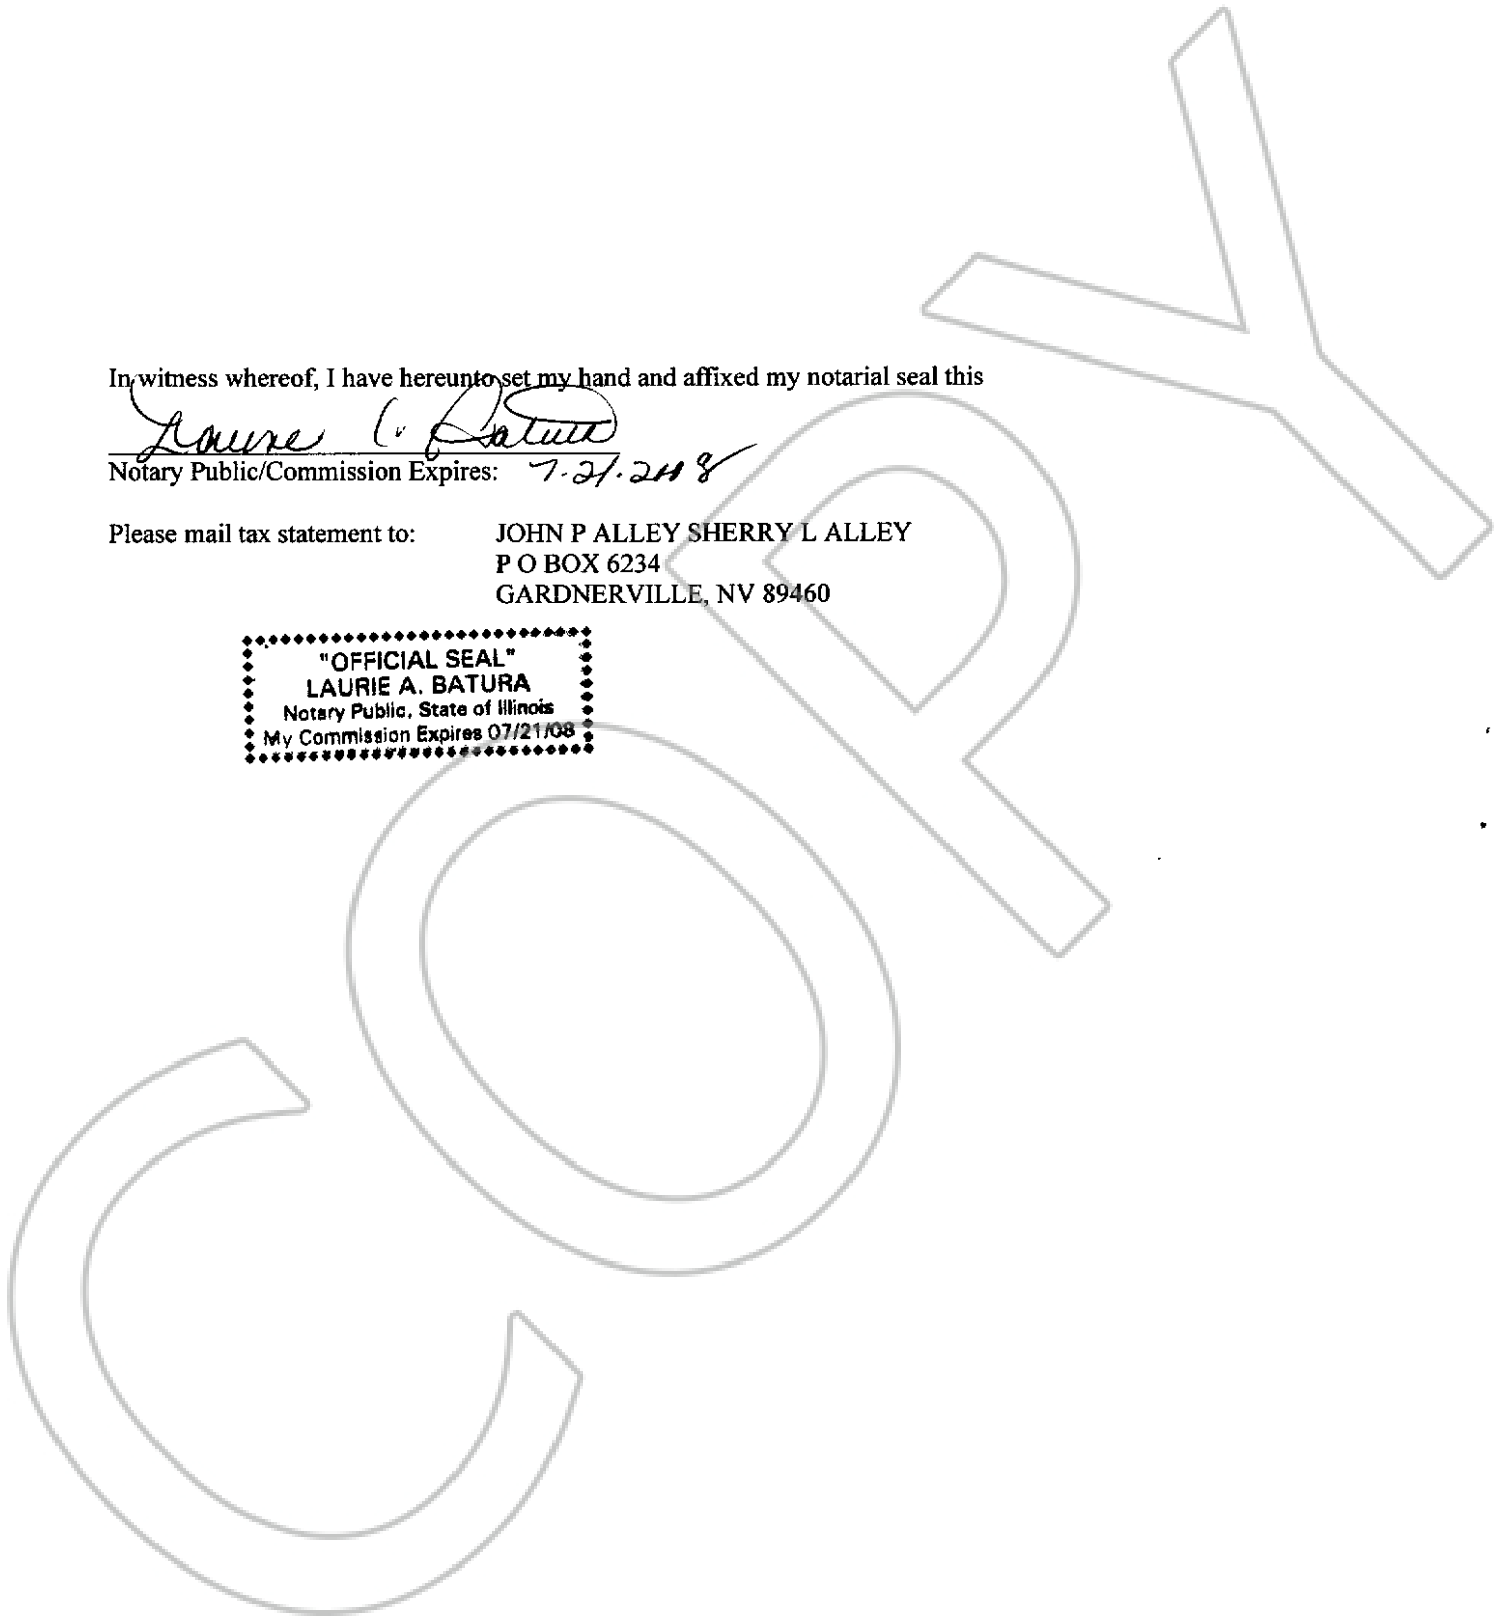 In witness whereof, I have hereunto set my hand and affixed my notarial seal this
Laurie A. Batura
Notary Public/Commission Expires: 7.21.2008
Please mail tax statement to: JOHN P ALLEY SHERRY L ALLEY
P O BOX 6234
GARDNERVILLE, NV 89460
"OFFICIAL SEAL"
LAURIE A. BATURA
Notary Public, State of Illinois
My Commission Expires 07/21/08
COPY